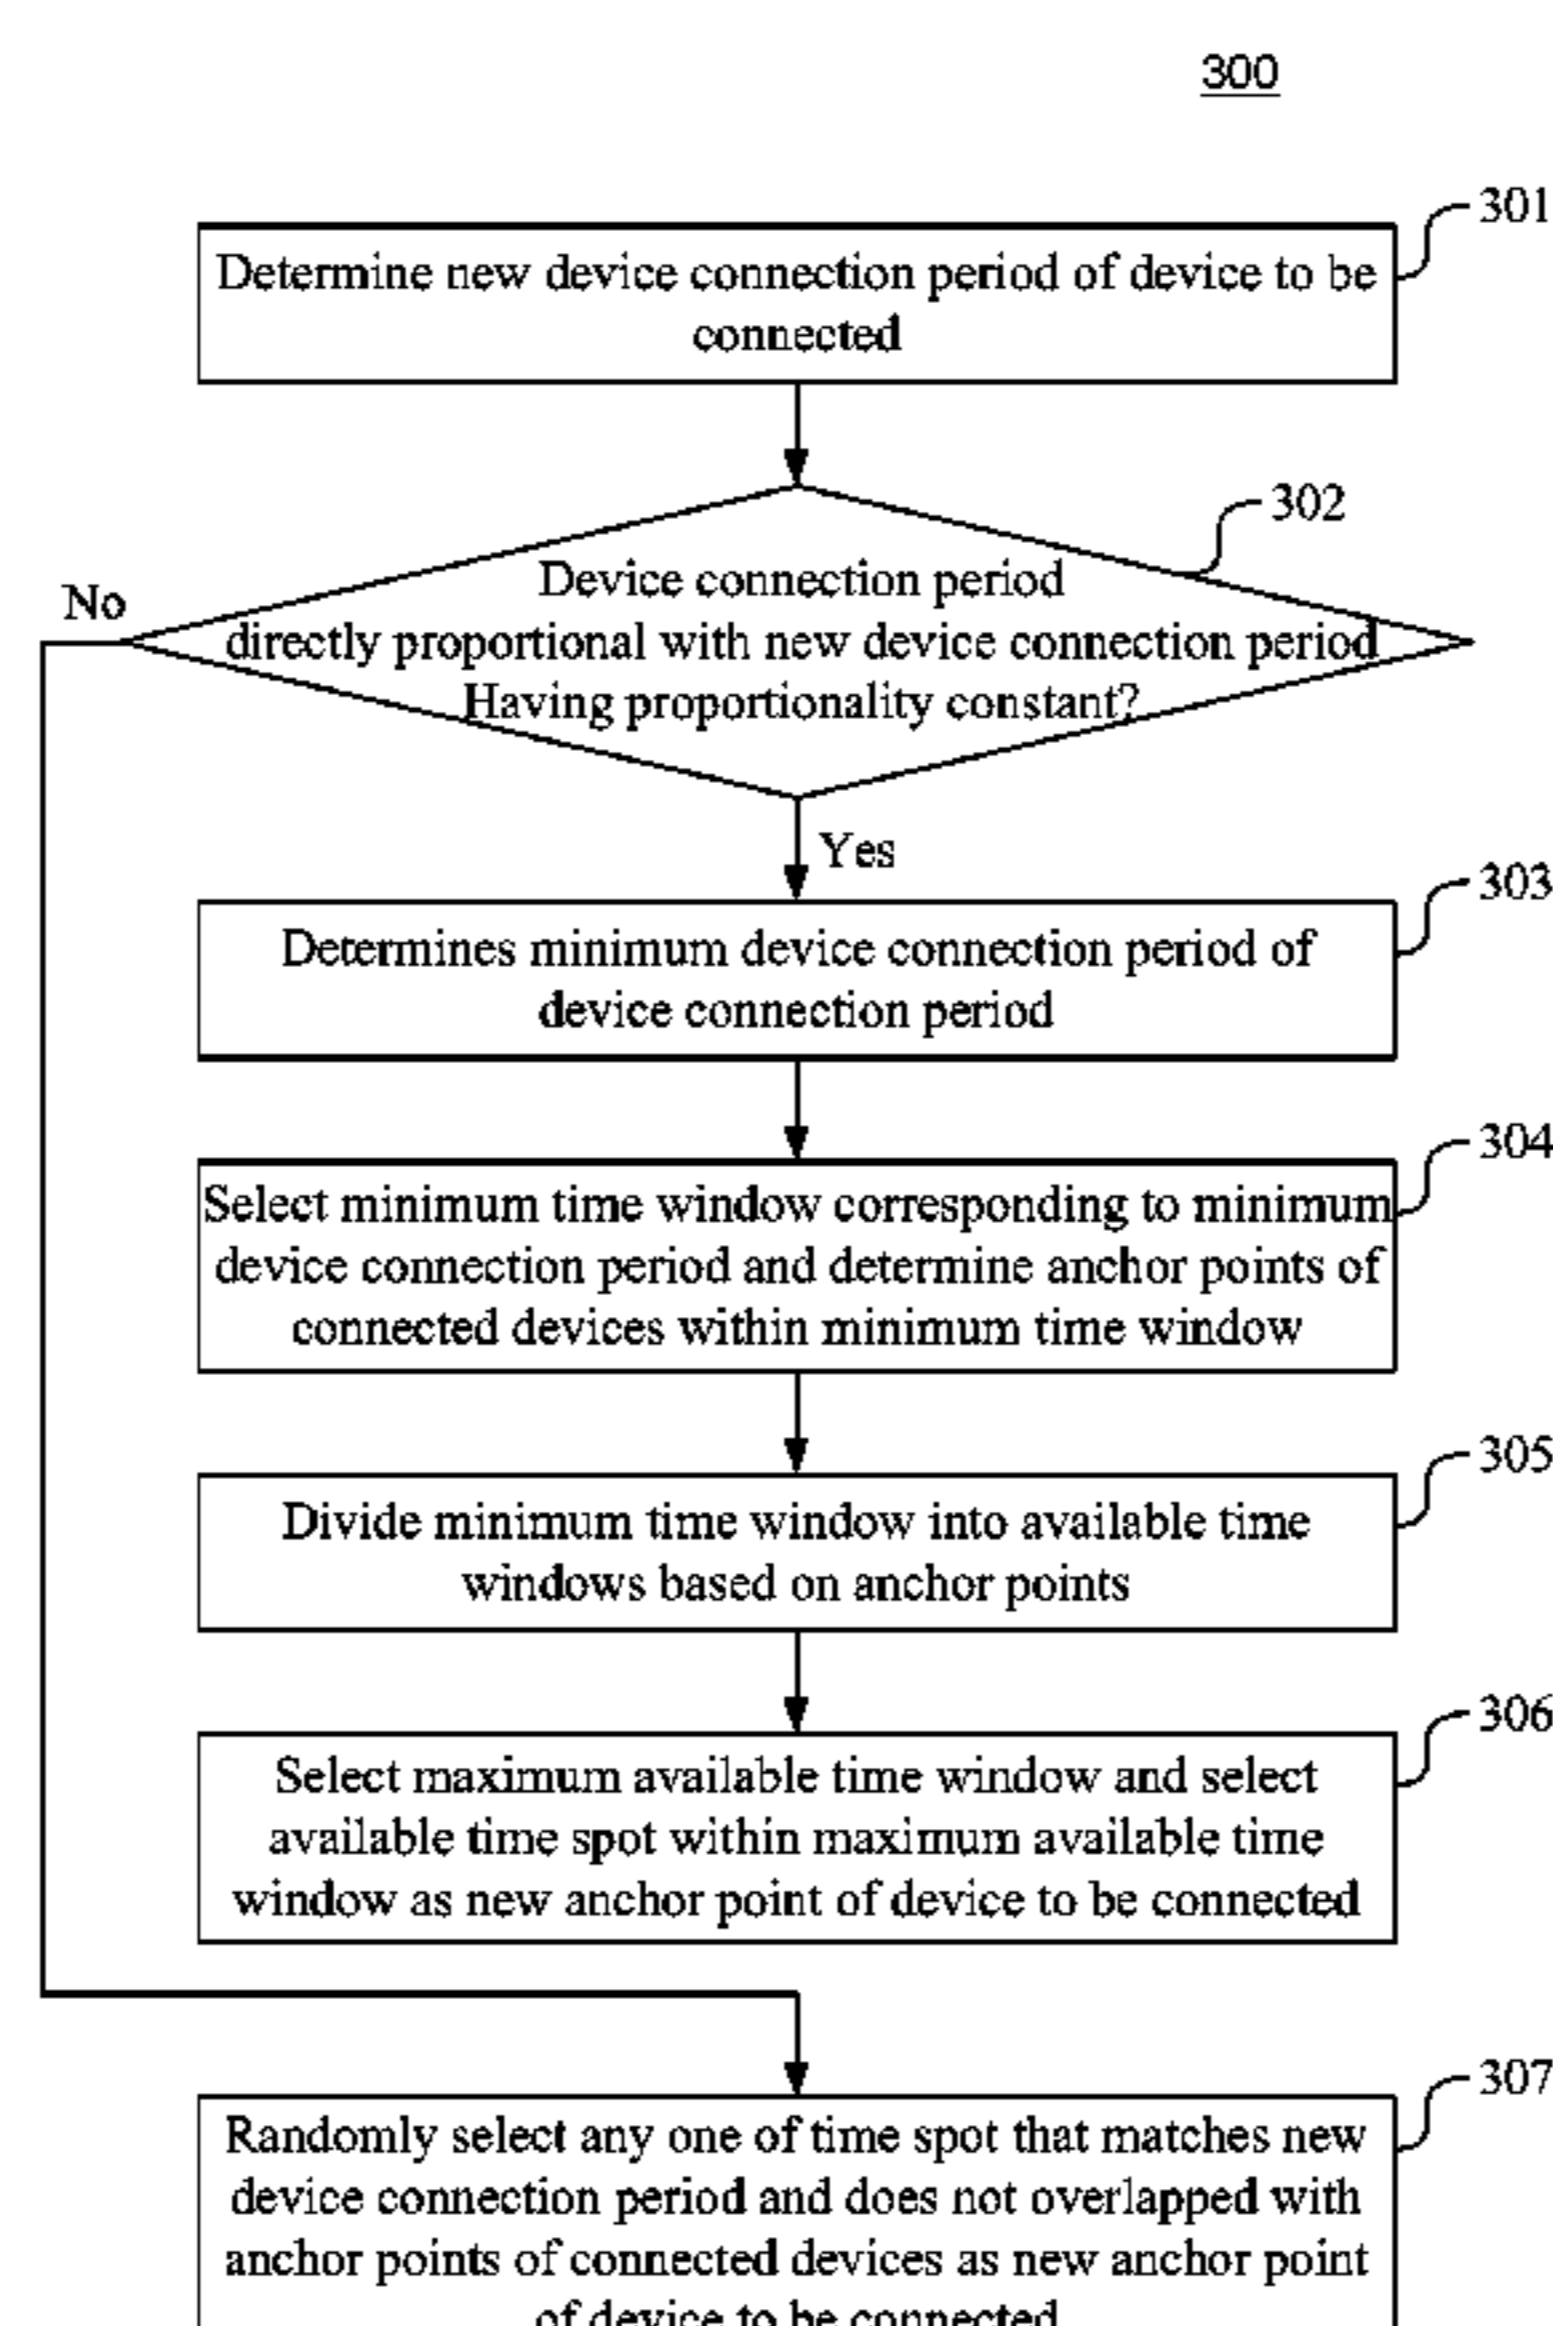 300
301
Determine new device connection period of device to be
connected
302
Device connection period
directly proportional with new device connection period
Having proportionality constant?
No
Yes
303
Determines minimum device connection period of
device connection period
304
Select minimum time window corresponding to minimum
device connection period and determine anchor points of
connected devices within minimum time window
305
Divide minimum time window into available time
windows based on anchor points
306
Select maximum available time window and select
available time spot within maximum available time
window as new anchor point of device to be connected
307
Randomly select any one of time spot that matches new
device connection period and does not overlapped with
anchor points of connected devices as new anchor point
of device to be connected